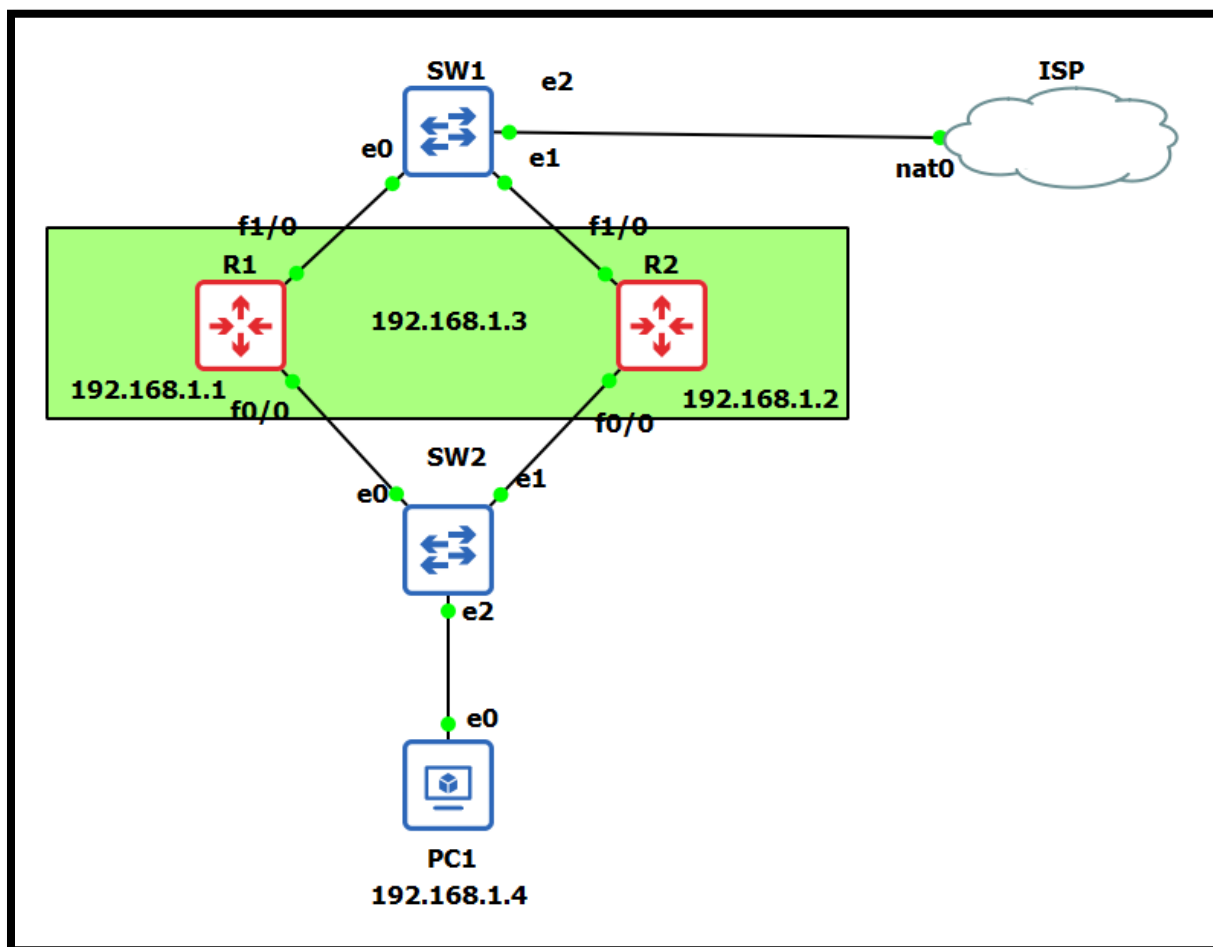 SW1
e2
ISP
e0
e1
nat0
f1/0
f1/0
R1
R2
192.168.1.3
192.168.1.1
f0/0
192.168.1.2
f0/0
SW2
e0
e1
e2
e0
PC1
192.168.1.4